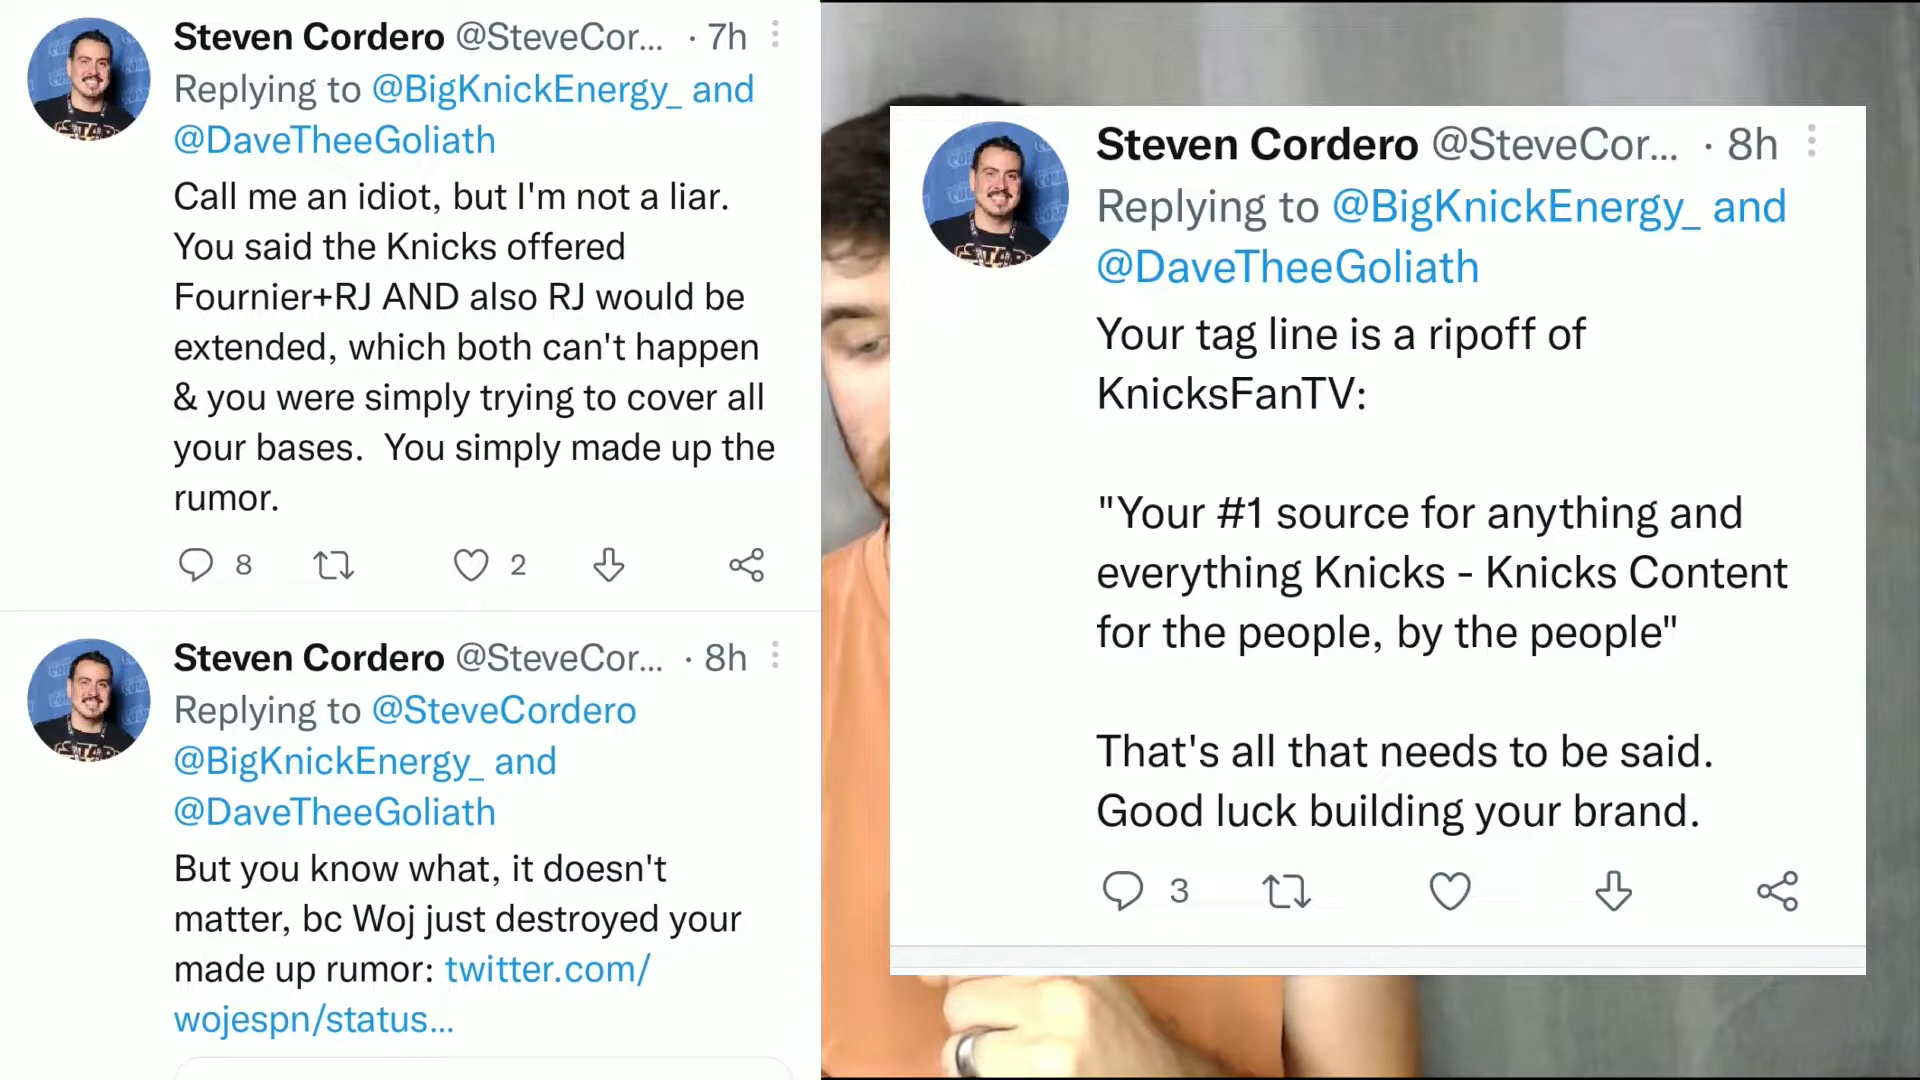 Steven Cordero @SteveCor... · 7h
Replying to @BigKnickEnergy_ and
@DaveTheeGoliath
Call me an idiot, but I'm not a liar.
You said the Knicks offered
Fournier+RJ AND also RJ would be
extended, which both can't happen
& you were simply trying to cover all
your bases.  You simply made up the
rumor.
8 2
Steven Cordero @SteveCor... · 8h
Replying to @SteveCordero
@BigKnickEnergy_ and
@DaveTheeGoliath
But you know what, it doesn't
matter, bc Woj just destroyed your
made up rumor: twitter.com/
wojespn/status...
Steven Cordero @SteveCor... · 8h
Replying to @BigKnickEnergy_ and
@DaveTheeGoliath
Your tag line is a ripoff of
KnicksFanTV:
"Your #1 source for anything and
everything Knicks - Knicks Content
for the people, by the people"
That's all that needs to be said.
Good luck building your brand.
3